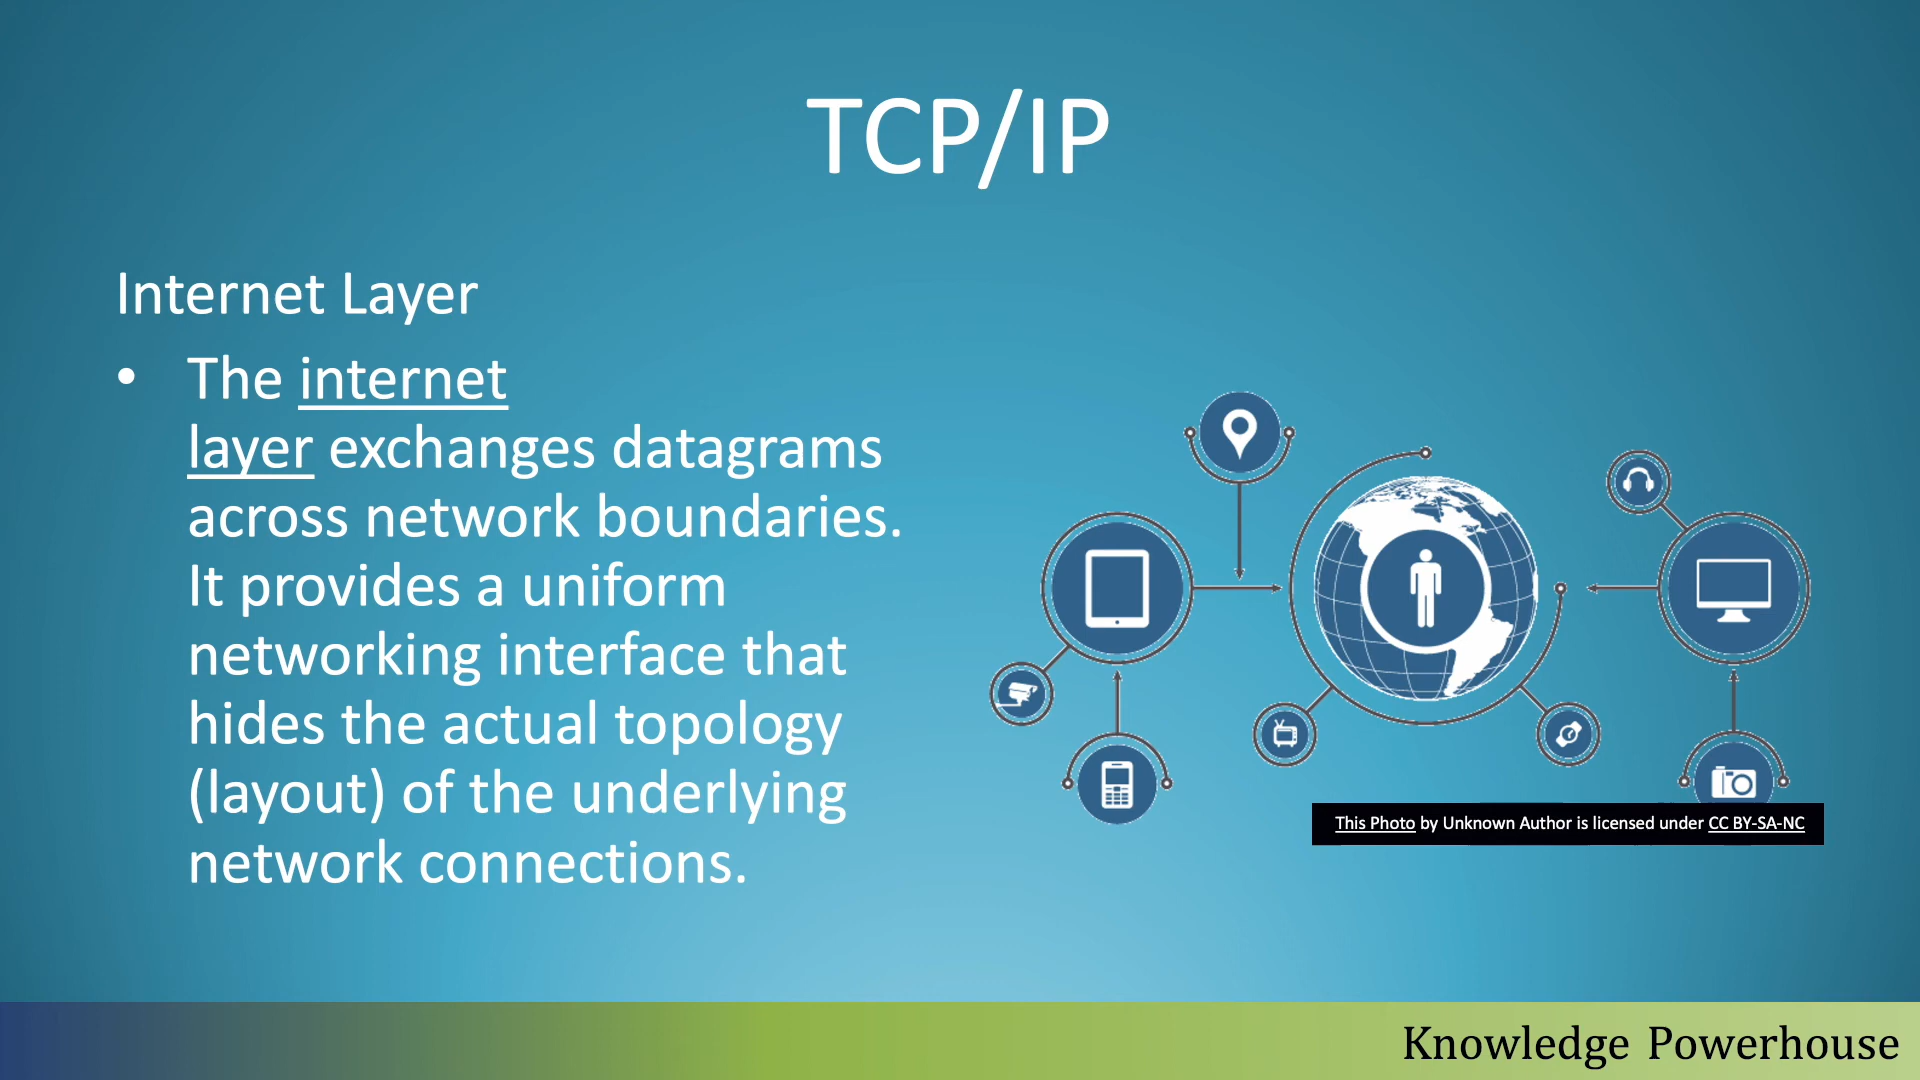 TCP/IP
Internet Layer
• The internet
layer exchanges datagrams
across network boundaries.
It provides a uniform
networking interface that
hides the actual topology
(layout) of the underlying
network connections.
This Photo by Unknown Author is licensed under CC BY-SA-NC
Knowledge Powerhouse